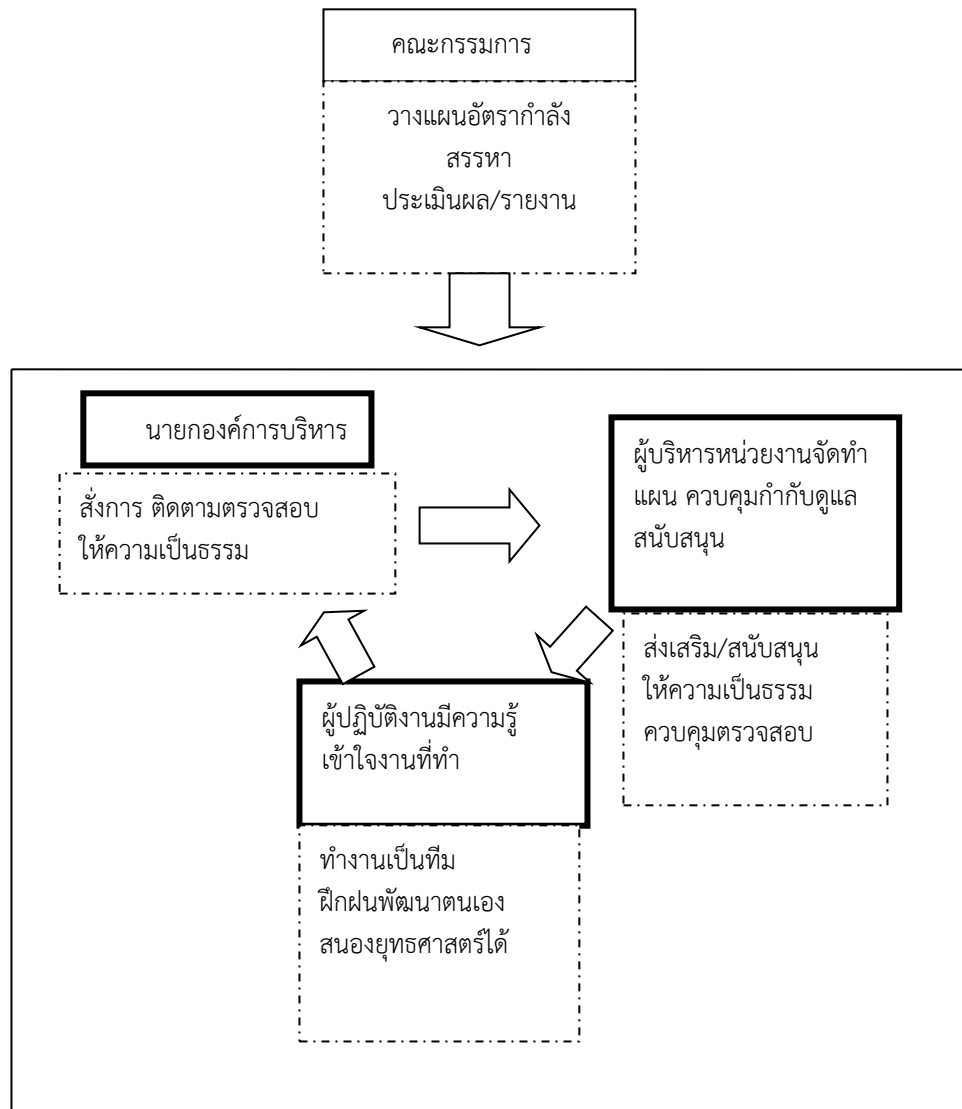 คณะกรรมการ
วางแผนอัตรากำลัง
สรรหา
ประเมินผล/รายงาน
นายกองค์การบริหาร
สั่งการ ติดตามตรวจสอบ
ให้ความเป็นธรรม
ผู้บริหารหน่วยงานจัดทำ
แผน ควบคุมกำกับดูแล
สนับสนุน
ส่งเสริม/สนับสนุน
ให้ความเป็นธรรม
ควบคุมตรวจสอบ
ผู้ปฏิบัติงานมีความรู้
เข้าใจงานที่ทำ
ทำงานเป็นทีม
ฝึกฝนพัฒนาตนเอง
สนองยุทธศาสตร์ได้